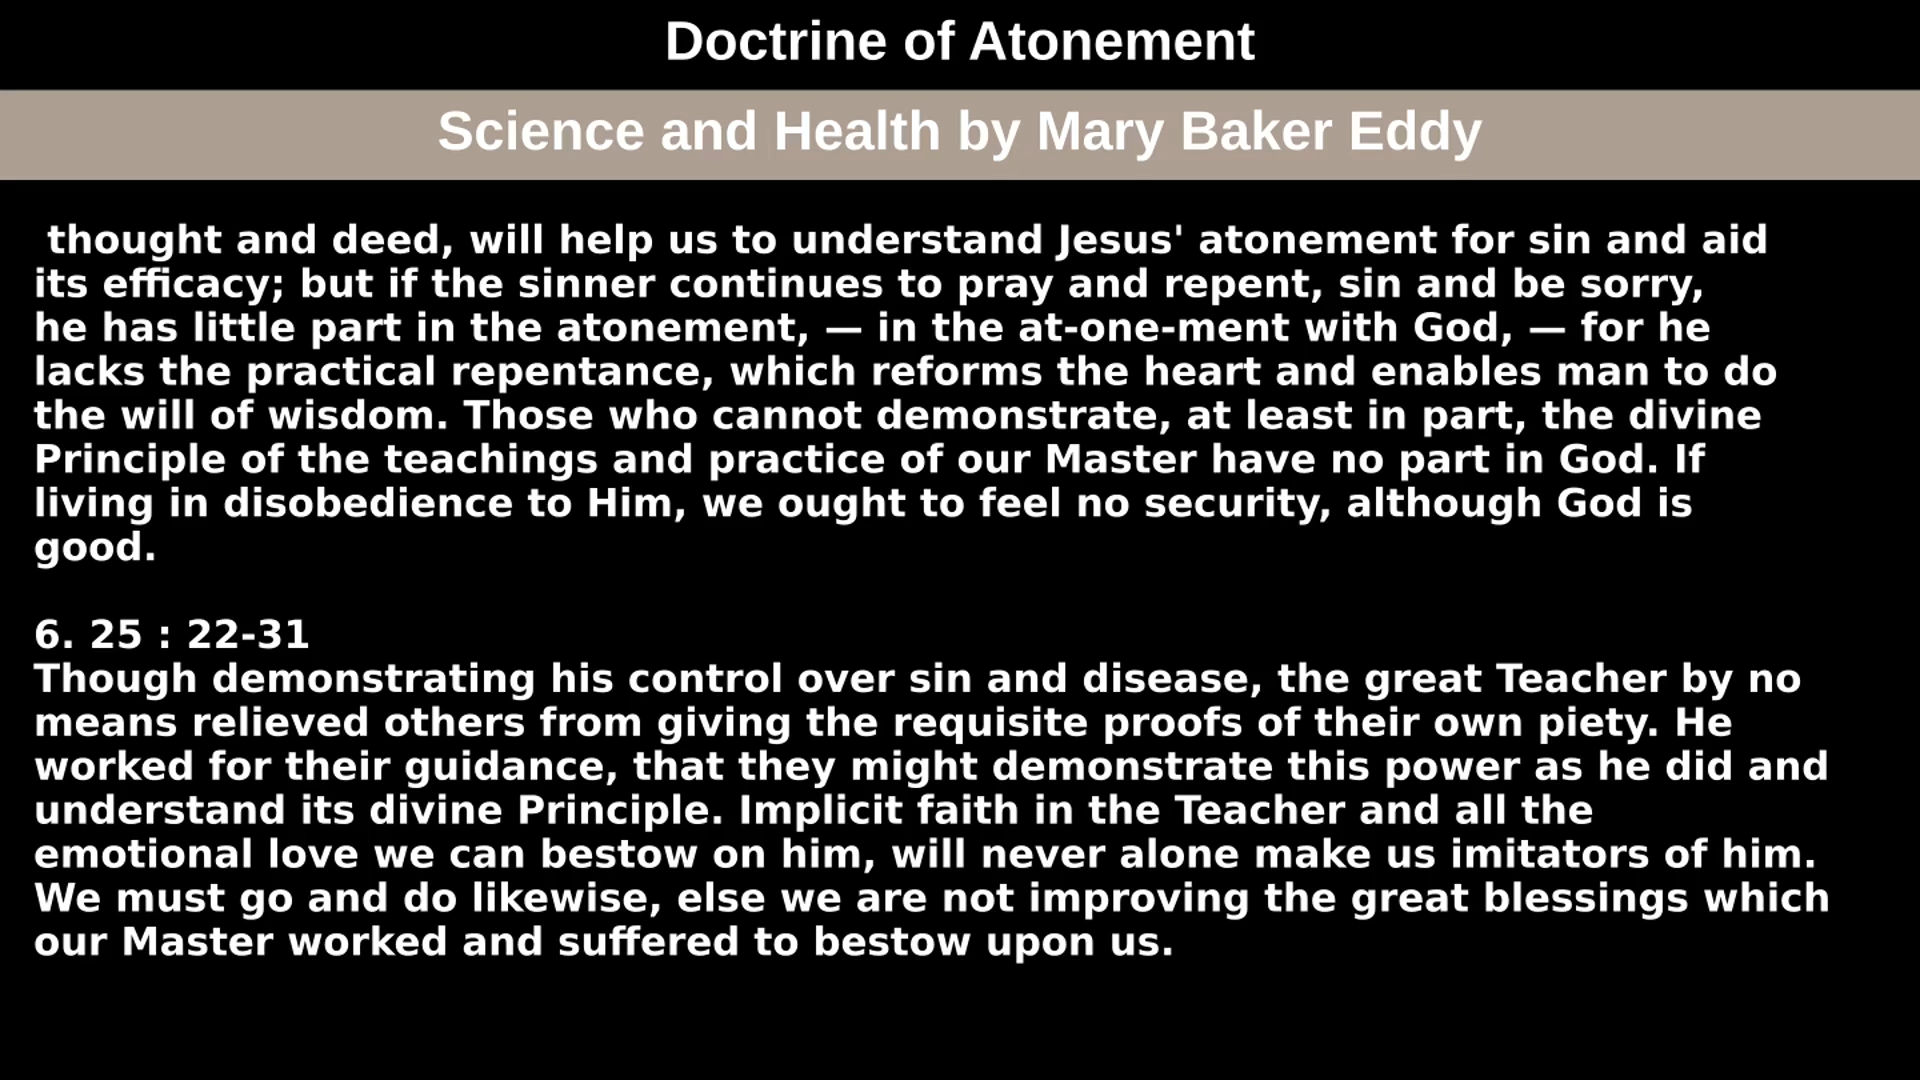 Doctrine of Atonement
Science and Health by Mary Baker Eddy
thought and deed, will help us to understand Jesus' atonement for sin and aid
its efficacy; but if the sinner continues to pray and repent, sin and be sorry,
he has little part in the atonement, — in the at-one-ment with God, — for he
lacks the practical repentance, which reforms the heart and enables man to do
the will of wisdom. Those who cannot demonstrate, at least in part, the divine
Principle of the teachings and practice of our Master have no part in God. If
living in disobedience to Him, we ought to feel no security, although God is
good.
6. 25 : 22-31
Though demonstrating his control over sin and disease, the great Teacher by no
means relieved others from giving the requisite proofs of their own piety. He
worked for their guidance, that they might demonstrate this power as he did and
understand its divine Principle. Implicit faith in the Teacher and all the
emotional love we can bestow on him, will never alone make us imitators of him.
We must go and do likewise, else we are not improving the great blessings which
our Master worked and suffered to bestow upon us.